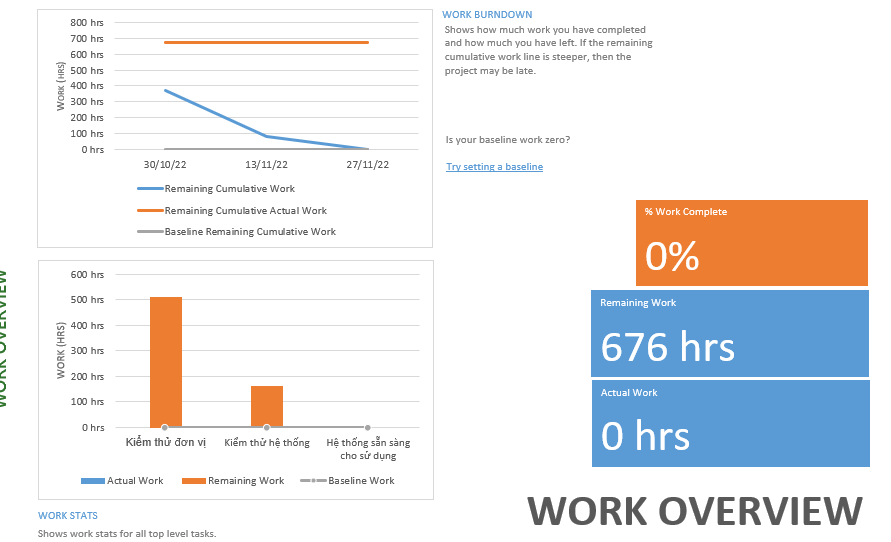 800 hrs
700 hrs
600 hrs
500 hrs
400 hrs
300 hrs
200 hrs
100 hrs
0 hrs
WORK (HRS)
30/10/22 13/11/22 27/11/22
Remaining Cumulative Work
Remaining Cumulative Actual Work
Baseline Remaining Cumulative Work
WORK BURNDOWN
Shows how much work you have completed
and how much you have left. If the remaining
cumulative work line is steeper, then the
project may be late.
Is your baseline work zero?
Try setting a baseline
% Work Complete
0%
Remaining Work
676 hrs
Actual Work
0 hrs
WORK OVERVIEW
600 hrs
500 hrs
400 hrs
300 hrs
200 hrs
100 hrs
0 hrs
WORK (HRS)
Kiểm thử đơn vị Kiểm thử hệ thống Hệ thống sẵn sàng
cho sử dụng
Actual Work Remaining Work Baseline Work
WORK STATS
Shows work stats for all top level tasks.
WORK OVERVIEW